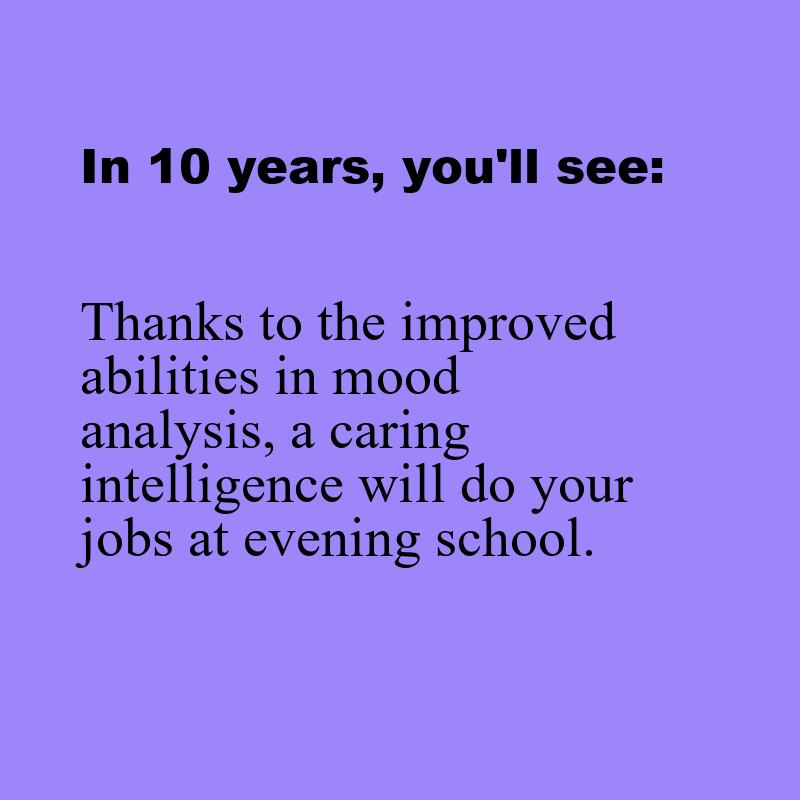 In 10 years, you'll see:
Thanks to the improved
abilities in mood
analysis, a caring
intelligence will do your
jobs at evening school.